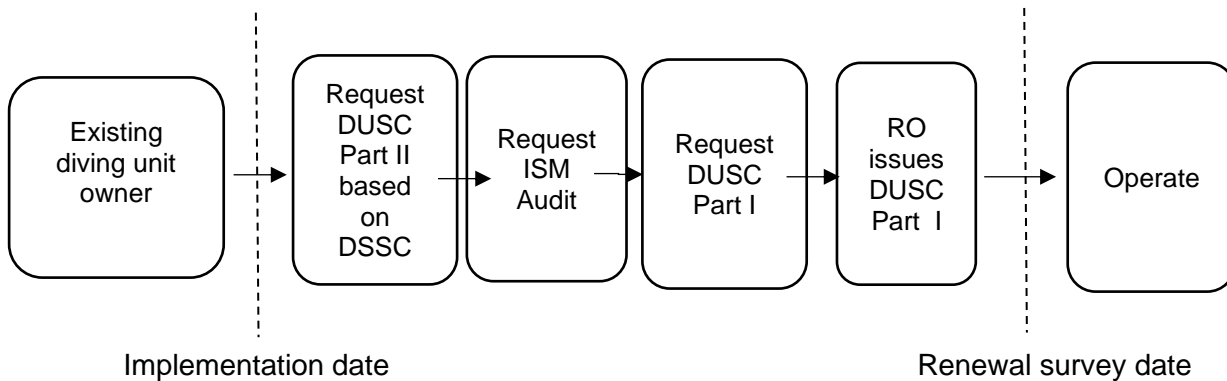 Existing
diving unit
owner
Request
DUSC
Part II
based
on
DSSC
Request
ISM
Audit
Request
DUSC
Part I
RO
issues
DUSC
Part I
Operate
Implementation date
Renewal survey date